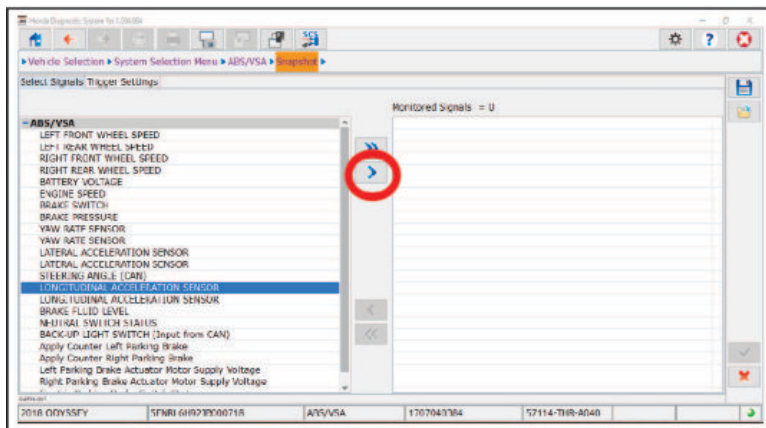 Honda Diagnostic System
SCS
?
Vehicle Selection ▸ System Selection Menu ▸ ABS/VSA ▸ Snapshot
Select Signals Trigger Settings
Monitored Signals = 0
- ABS/VSA
LEFT FRONT WHEEL SPEED
LEFT REAR WHEEL SPEED
RIGHT FRONT WHEEL SPEED
RIGHT REAR WHEEL SPEED
BATTERY VOLTAGE
ENGINE SPEED
BRAKE SWITCH
BRAKE PRESSURE
YAW RATE SENSOR
YAW RATE SENSOR
LATERAL ACCELERATION SENSOR
LATERAL ACCELERATION SENSOR
STEERING ANGLE (CAN)
LONGITUDINAL ACCELERATION SENSOR
LONGITUDINAL ACCELERATION SENSOR
BRAKE FLUID LEVEL
NEUTRAL SWITCH STATUS
BACK-UP LIGHT SWITCH (Input from CAN)
Apply Counter Left Parking Brake
Apply Counter Right Parking Brake
Left Parking Brake Actuator Motor Supply Voltage
Right Parking Brake Actuator Motor Supply Voltage
2018 ODYSSEY
ABS/VSA
57114-THR-A040